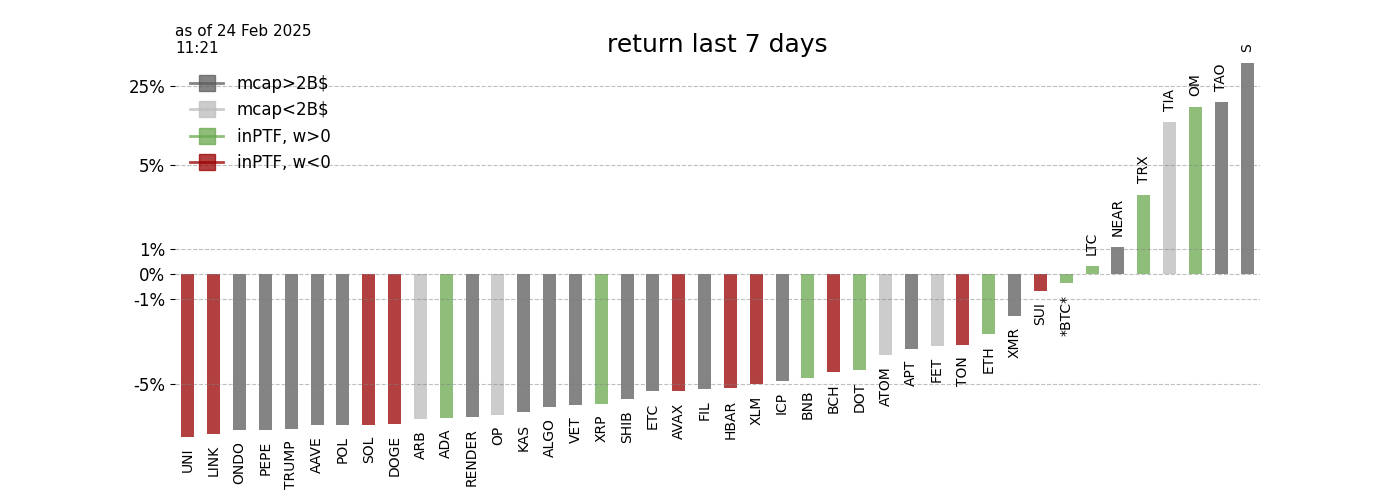 as of 24 Feb 2025
11:21
return last 7 days
mcap>2B$
mcap<2B$
inPTF, w>0
inPTF, w<0
25%
5%
1%
0%
-1%
-5%
UNI
LINK
ONDO
PEPE
TRUMP
AAVE
POL
SOL
DOGE
ARB
ADA
RENDER
OP
KAS
ALGO
VET
XRP
SHIB
ETC
AVAX
FIL
HBAR
XLM
ICP
BNB
BCH
DOT
ATOM
APT
FET
TON
ETH
XMR
SUI
*BTC*
LTC
NEAR
TRX
TIA
OM
TAO
S